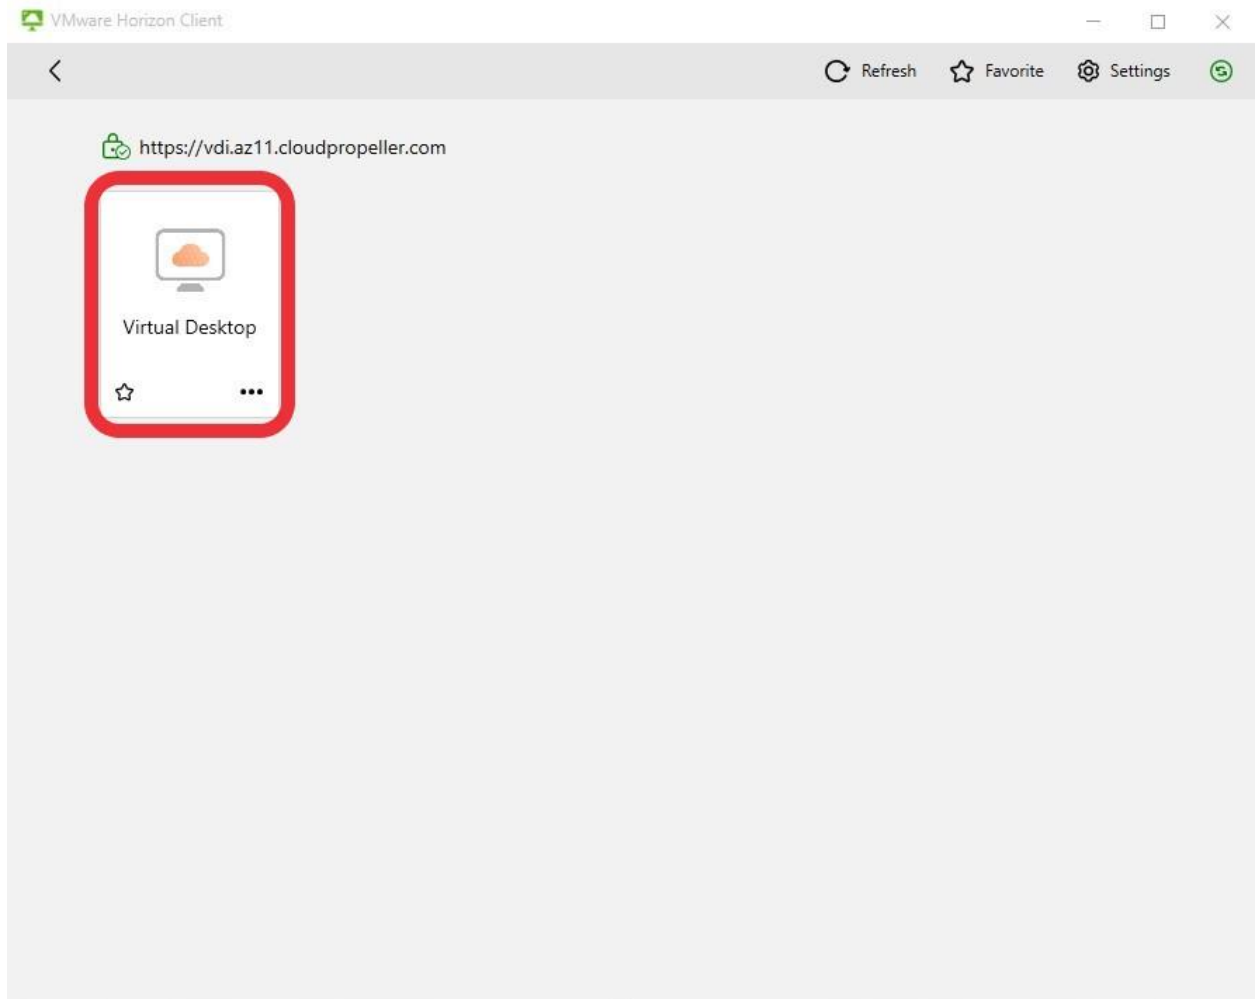 VMware Horizon Client
Refresh Favorite Settings
https://vdi.az11.cloudpropeller.com
Virtual Desktop